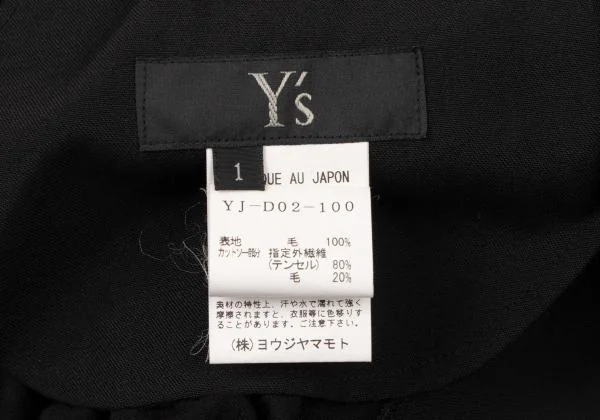 Y's
1
QUE AU JAPON
YJ-D02-100
表地 毛 100%
カットソー部分 指定外繊維
(テンセル) 80%
毛 20%
素材の特性上、汗や水で濡れて強く
摩擦されますと、衣服等に色移りす
ることがあります。ご注意下さい。
(株)ヨウジヤマモト